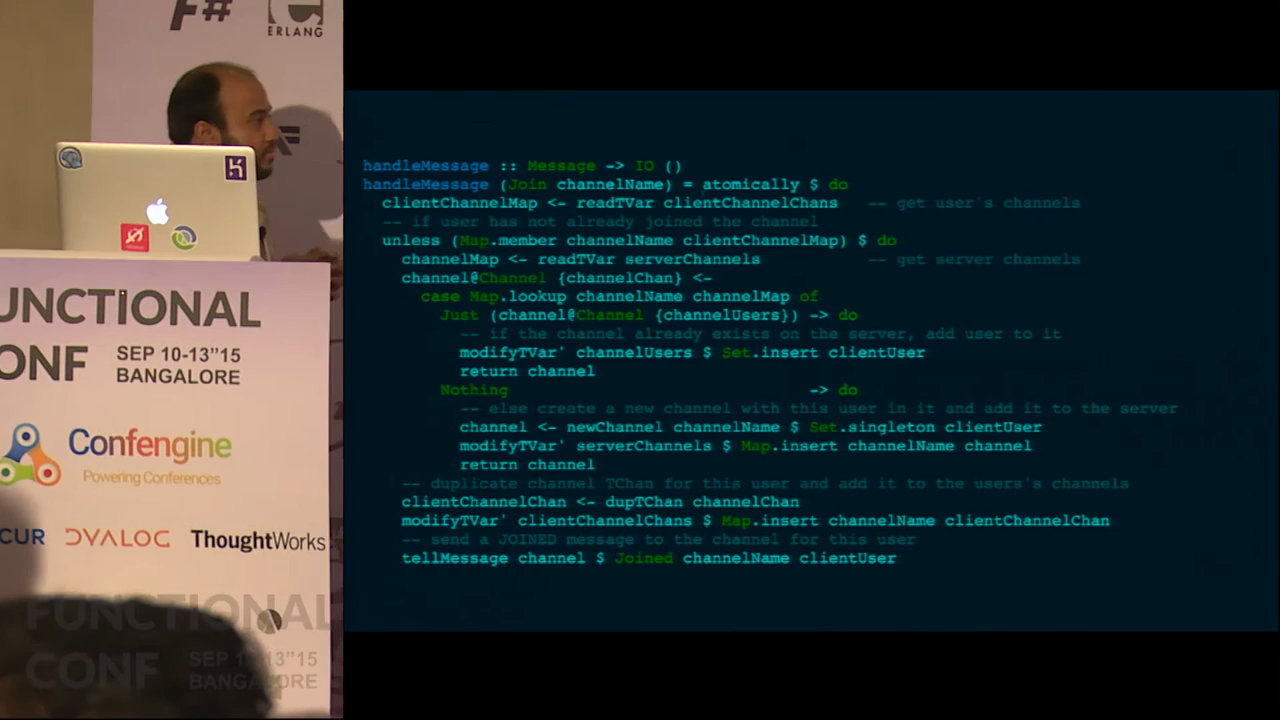 F#
ERLANG
UNCTIONAL
ONF SEP 10-13"15
BANGALORE
Confengine
Powering Conferences
CUR DYALOC ThoughtWorks
FUNCTIONAL
CONF SEP 1 13"15
BANGALORE
handleMessage :: Message -> IO ()
handleMessage (Join channelName) = atomically $ do
  clientChannelMap <- readTVar clientChannelChans   -- get user's channels
  -- if user has not already joined the channel
  unless (Map.member channelName clientChannelMap) $ do
    channelMap <- readTVar serverChannels           -- get server channels
    channel@Channel {channelChan} <-
      case Map.lookup channelName channelMap of
        Just (channel@Channel {channelUsers}) -> do
          -- if the channel already exists on the server, add user to it
          modifyTVar' channelUsers $ Set.insert clientUser
          return channel
        Nothing                               -> do
          -- else create a new channel with this user in it and add it to the server
          channel <- newChannel channelName $ Set.singleton clientUser
          modifyTVar' serverChannels $ Map.insert channelName channel
          return channel
    -- duplicate channel TChan for this user and add it to the users's channels
    clientChannelChan <- dupTChan channelChan
    modifyTVar' clientChannelChans $ Map.insert channelName clientChannelChan
    -- send a JOINED message to the channel for this user
    tellMessage channel $ Joined channelName clientUser